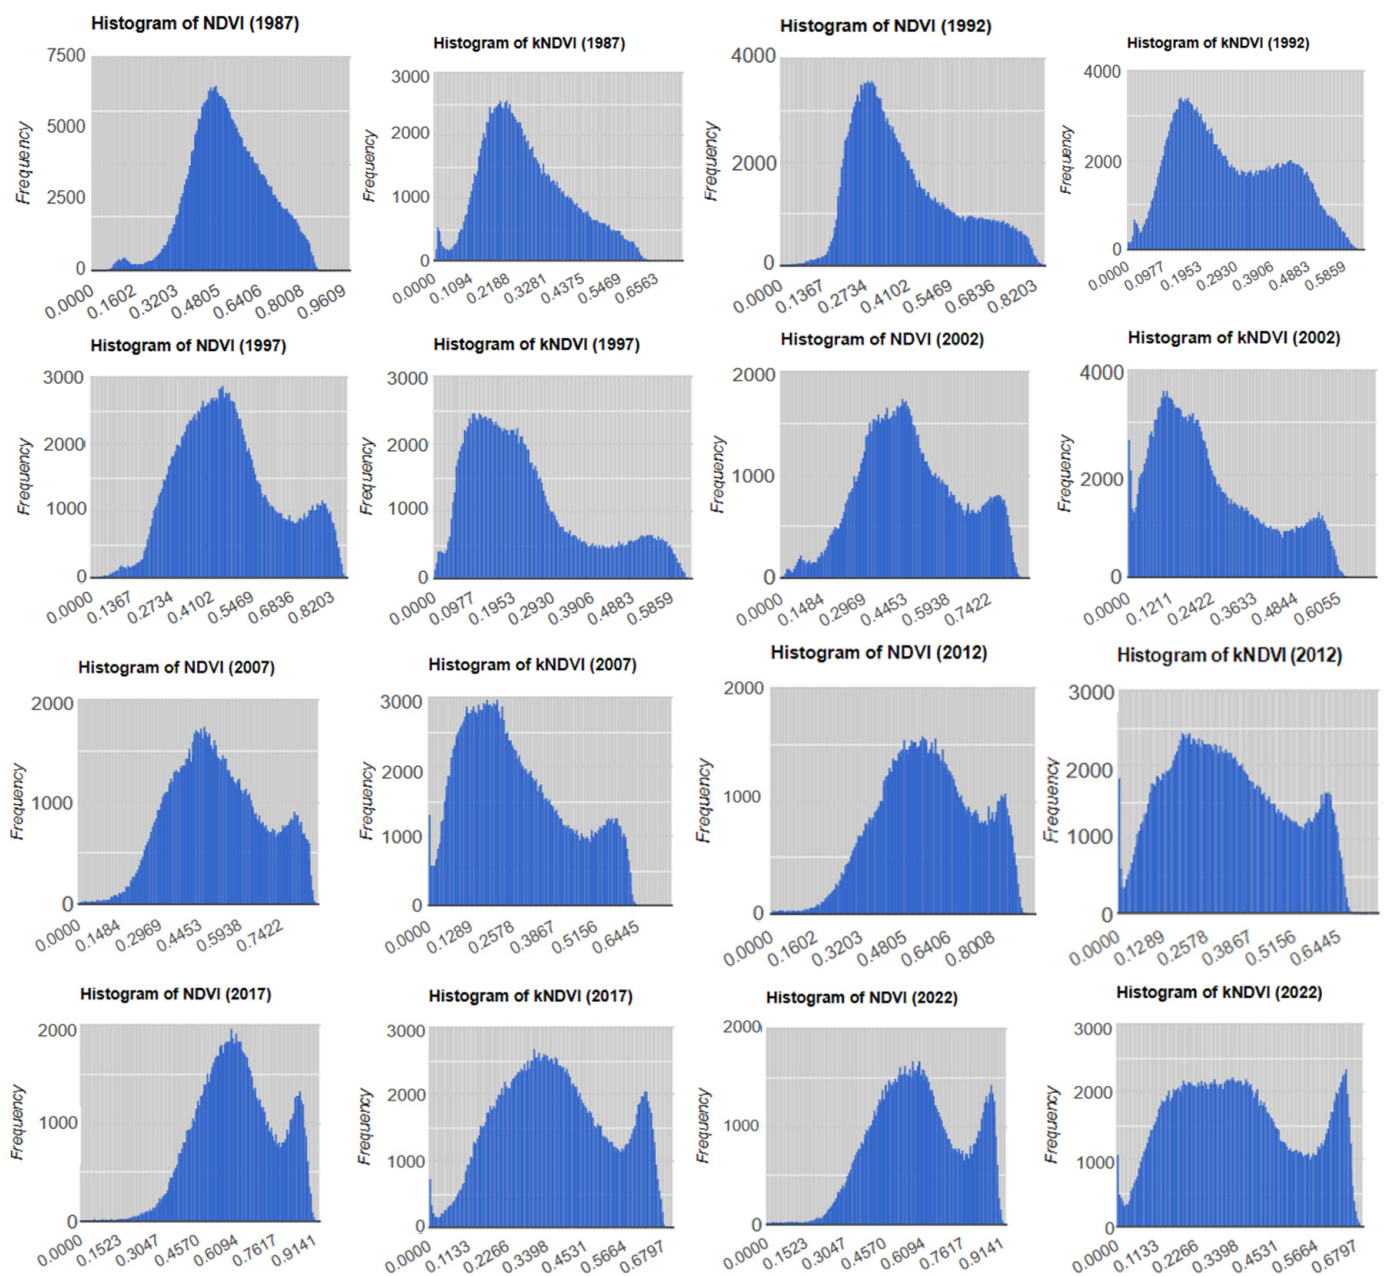 Histogram of NDVI (1987)
7500
5000
2500
0
Frequency
0.0000 0.1602 0.3203 0.4805 0.6406 0.8008 0.9609
Histogram of kNDVI (1987)
3000
2000
1000
0
Frequency
0.0000 0.1094 0.2188 0.3281 0.4375 0.5469 0.6563
Histogram of NDVI (1992)
4000
2000
0
Frequency
0.0000 0.1367 0.2734 0.4102 0.5469 0.6836 0.8203
Histogram of kNDVI (1992)
4000
2000
0
Frequency
0.0000 0.0977 0.1953 0.2930 0.3906 0.4883 0.5859
Histogram of NDVI (1997)
3000
2000
1000
0
Frequency
0.0000 0.1367 0.2734 0.4102 0.5469 0.6836 0.8203
Histogram of kNDVI (1997)
3000
2000
1000
0
Frequency
0.0000 0.0977 0.1953 0.2930 0.3906 0.4883 0.5859
Histogram of NDVI (2002)
2000
1000
0
Frequency
0.0000 0.1484 0.2969 0.4453 0.5938 0.7422
Histogram of kNDVI (2002)
4000
2000
0
Frequency
0.0000 0.1211 0.2422 0.3633 0.4844 0.6055
Histogram of NDVI (2007)
2000
1000
0
Frequency
0.0000 0.1484 0.2969 0.4453 0.5938 0.7422
Histogram of kNDVI (2007)
3000
2000
1000
0
Frequency
0.0000 0.1289 0.2578 0.3867 0.5156 0.6445
Histogram of NDVI (2012)
2000
1000
0
Frequency
0.0000 0.1602 0.3203 0.4805 0.6406 0.8008
Histogram of kNDVI (2012)
3000
2000
1000
0
Frequency
0.0000 0.1289 0.2578 0.3867 0.5156 0.6445
Histogram of NDVI (2017)
2000
1000
0
Frequency
0.0000 0.1523 0.3047 0.4570 0.6094 0.7617 0.9141
Histogram of kNDVI (2017)
3000
2000
1000
0
Frequency
0.0000 0.1133 0.2266 0.3398 0.4531 0.5664 0.6797
Histogram of NDVI (2022)
2000
1000
0
Frequency
0.0000 0.1523 0.3047 0.4570 0.6094 0.7617 0.9141
Histogram of kNDVI (2022)
3000
2000
1000
0
Frequency
0.0000 0.1133 0.2266 0.3398 0.4531 0.5664 0.6797